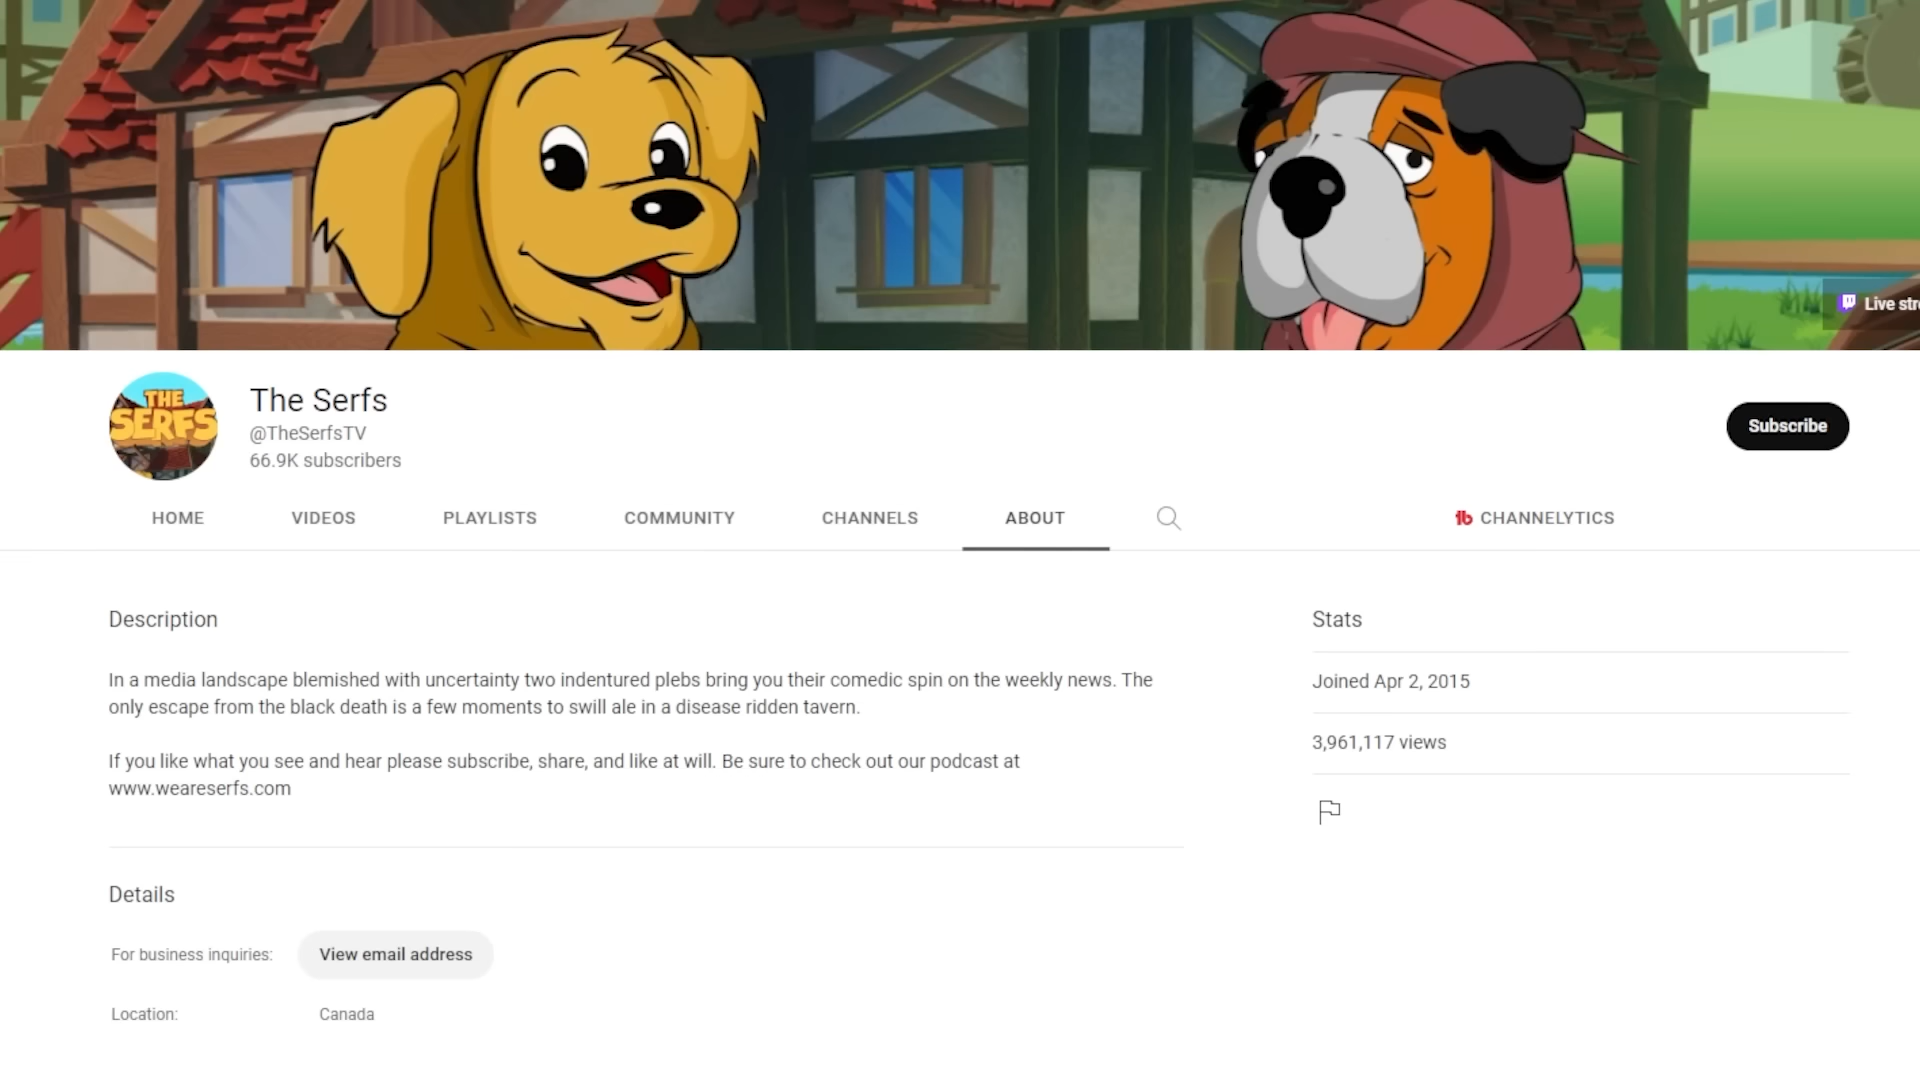 Live str
THE
SERFS
The Serfs
@TheSerfsTV
66.9K subscribers
Subscribe
HOME VIDEOS PLAYLISTS COMMUNITY CHANNELS ABOUT CHANNELYTICS
Description
In a media landscape blemished with uncertainty two indentured plebs bring you their comedic spin on the weekly news. The
only escape from the black death is a few moments to swill ale in a disease ridden tavern.
If you like what you see and hear please subscribe, share, and like at will. Be sure to check out our podcast at
www.weareserfs.com
Stats
Joined Apr 2, 2015
3,961,117 views
Details
For business inquiries: View email address
Location: Canada